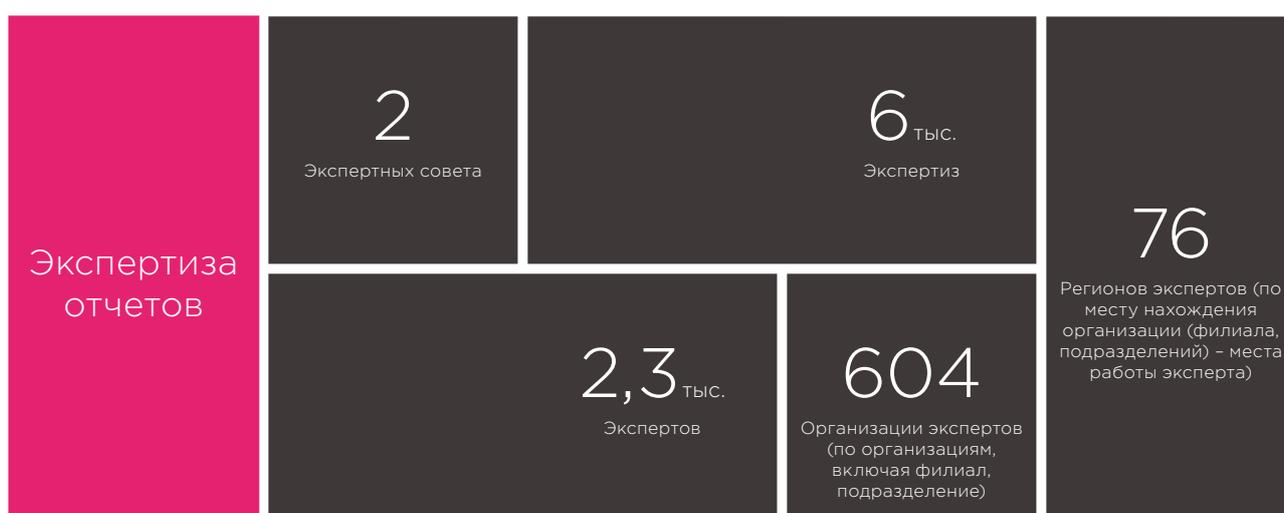 Экспертиза
отчетов
2
Экспертных совета
6 тыс.
Экспертиз
2,3 тыс.
Экспертов
604
Организации экспертов
(по организациям,
включая филиал,
подразделение)
76
Регионов экспертов (по
месту нахождения
организации (филиала,
подразделений) – места
работы эксперта)